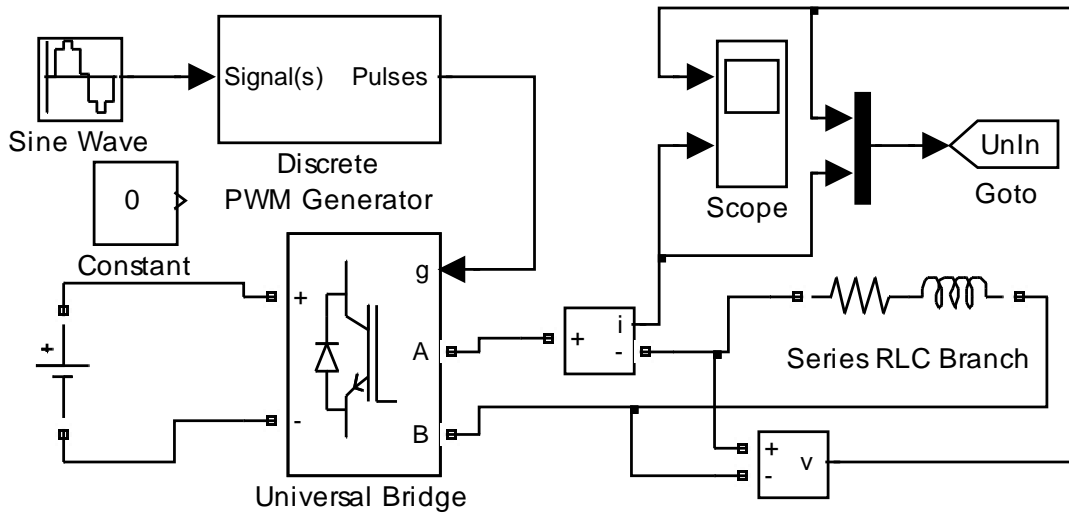 Signal(s) Pulses
Sine Wave
Discrete
PWM Generator
0
Constant
Scope
UnIn
Goto
g
+
A
-
B
Universal Bridge
+
+
i
-
Series RLC Branch
+
-
v